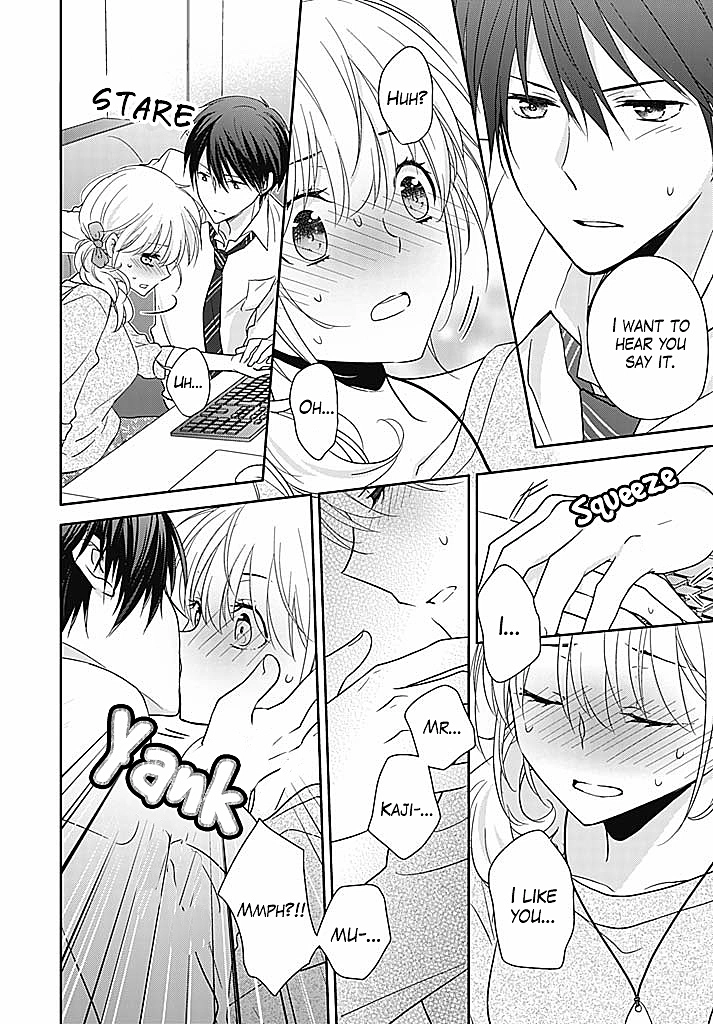 I WANT TO
HEAR YOU
SAY IT.
HUH?
OH...
STARE
UH...
SQUEEZE
I...
I LIKE
YOU...
MR.
KAJI-...
MU-...
YANK
MMPH?!!